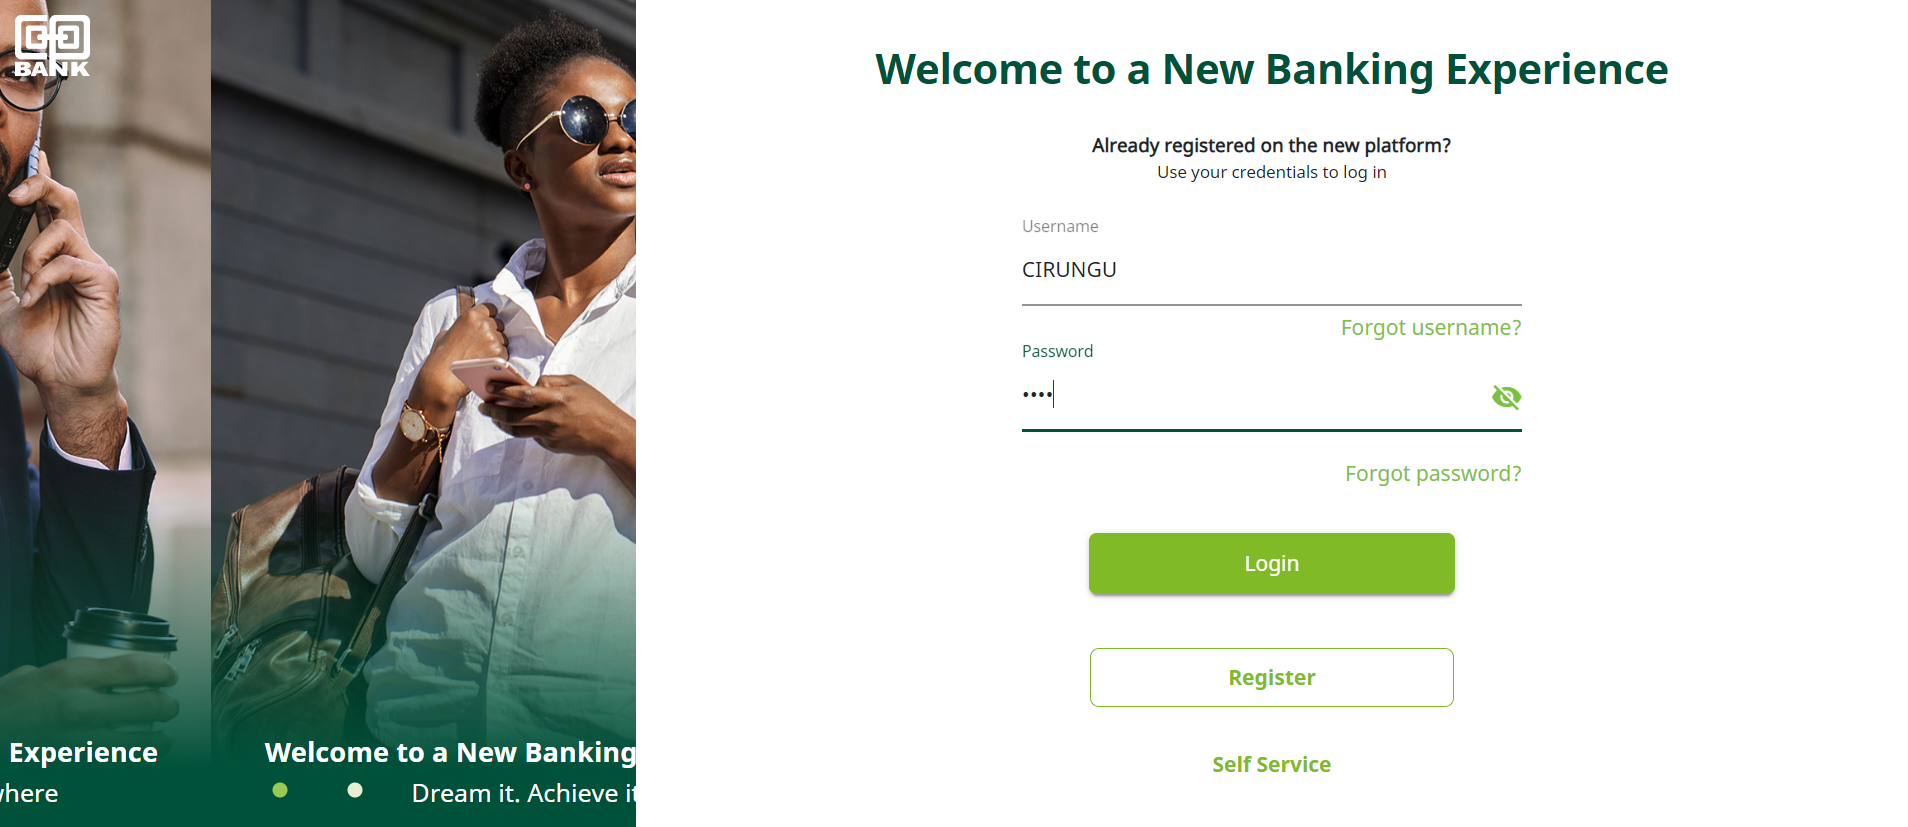 BANK
Experience
where
Welcome to a New Banking
Dream it. Achieve it
Welcome to a New Banking Experience
Already registered on the new platform?
Use your credentials to log in
Username
CIRUNGU
Forgot username?
Password
••••
Forgot password?
Login
Register
Self Service